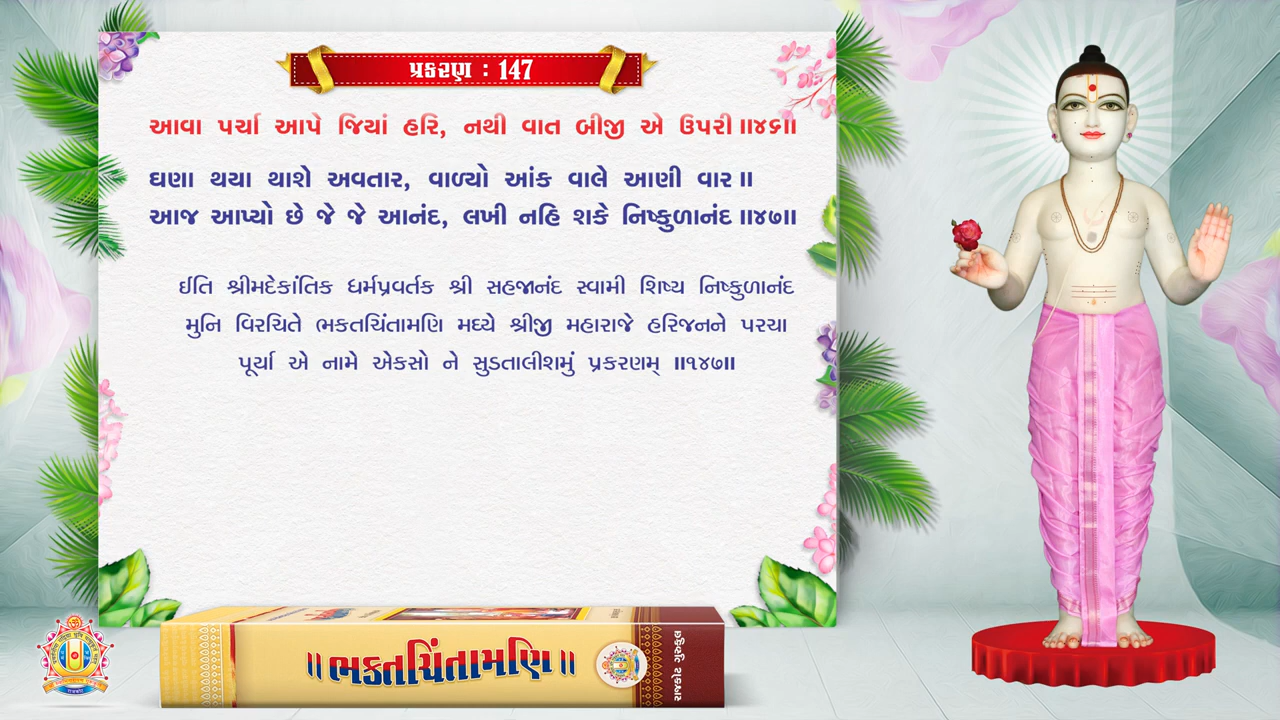 પ્રકરણ : 147
આવા પર્ચા આપે જિયાં હરિ, નથી વાત બીજી એ ઉપરી ॥૪૬॥
ઘણા થયા થાશે અવતાર, વાળ્યો આંક વાલે આણી વાર ॥
આજ આપ્યો છે જે જે આનંદ, લખી નહિ શકે નિષ્કુળાનંદ ॥૪૭॥
ઈતિ શ્રીમદેકાંતિક ધર્મપ્રવર્તક શ્રી સહજાનંદ સ્વામી શિષ્ય નિષ્કુળાનંદ
મુનિ વિરચિતે ભક્તચિંતામણિ મધ્યે શ્રીજી મહારાજે હરિજનને પરચા
પૂર્યા એ નામે એકસો ને સુડતાલીશમું પ્રકરણમ્ ॥૧૪૭॥
॥ ભક્તચિંતામણિ ॥
રાજકોટ ગુરુકુલ